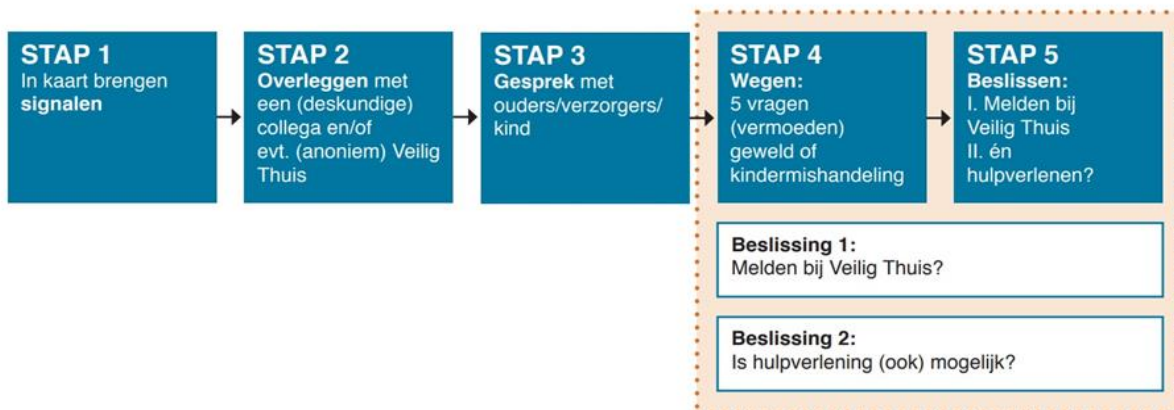 STAP 1
In kaart brengen
signalen
STAP 2
Overleggen met
een (deskundige)
collega en/of
evt. (anoniem) Veilig
Thuis
STAP 3
Gesprek met
ouders/verzorgers/
kind
STAP 4
Wegen:
5 vragen
(vermoeden)
geweld of
kindermishandeling
STAP 5
Beslissen:
I. Melden bij
Veilig Thuis
II. én
hulpverlenen?
Beslissing 1:
Melden bij Veilig Thuis?
Beslissing 2:
Is hulpverlening (ook) mogelijk?